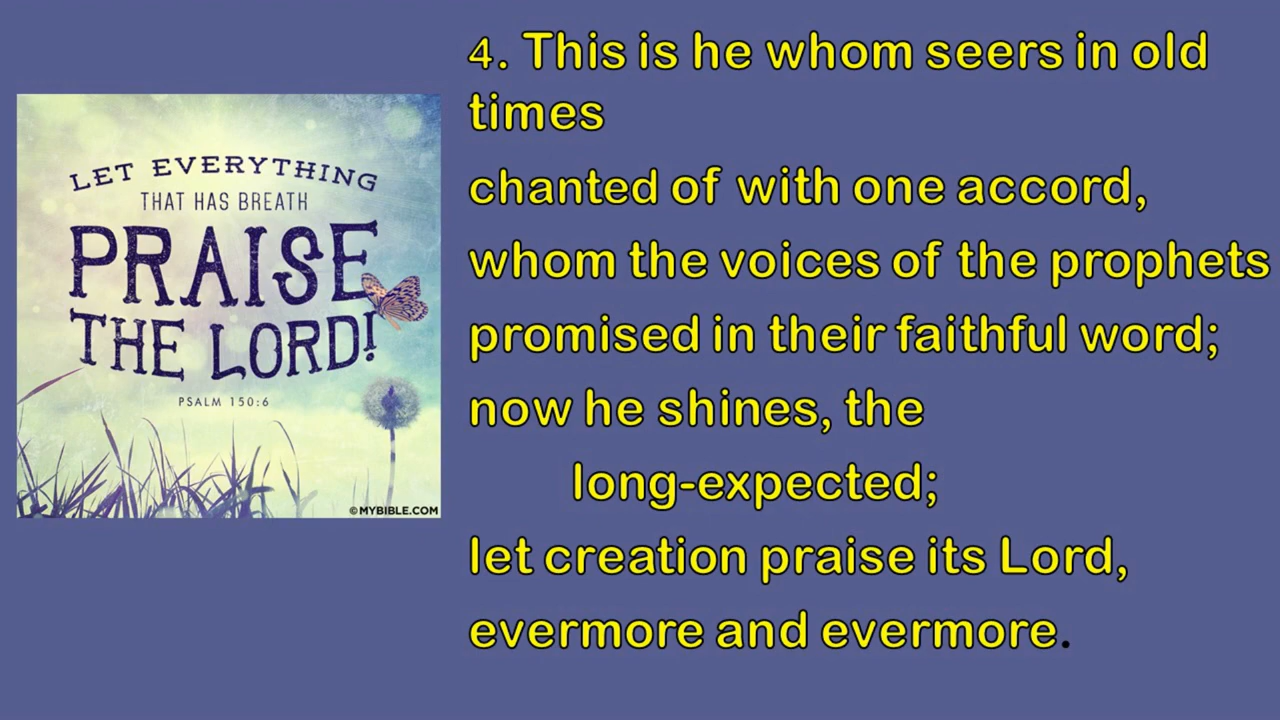 LET EVERYTHING
THAT HAS BREATH
PRAISE
THE LORD!
PSALM 150:6
©MYBIBLE.COM
4. This is he whom seers in old
times
chanted of with one accord,
whom the voices of the prophets
promised in their faithful word;
now he shines, the
long-expected;
let creation praise its Lord,
evermore and evermore.